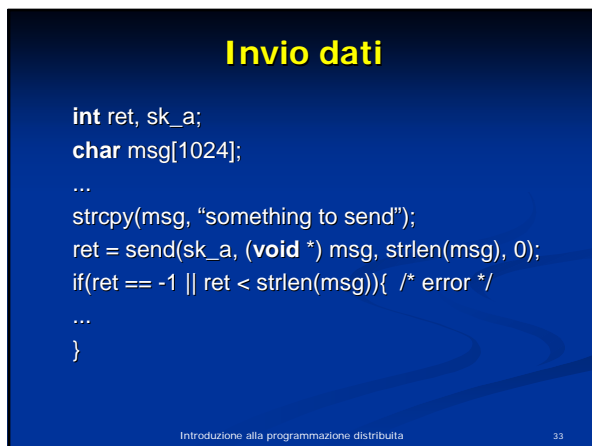 Invio dati
int ret, sk_a;
char msg[1024];
...
strcpy(msg, “something to send”);
ret = send(sk_a, (void *) msg, strlen(msg), 0);
if(ret == -1 || ret < strlen(msg)){ /* error */
...
}
Introduzione alla programmazione distribuita
33